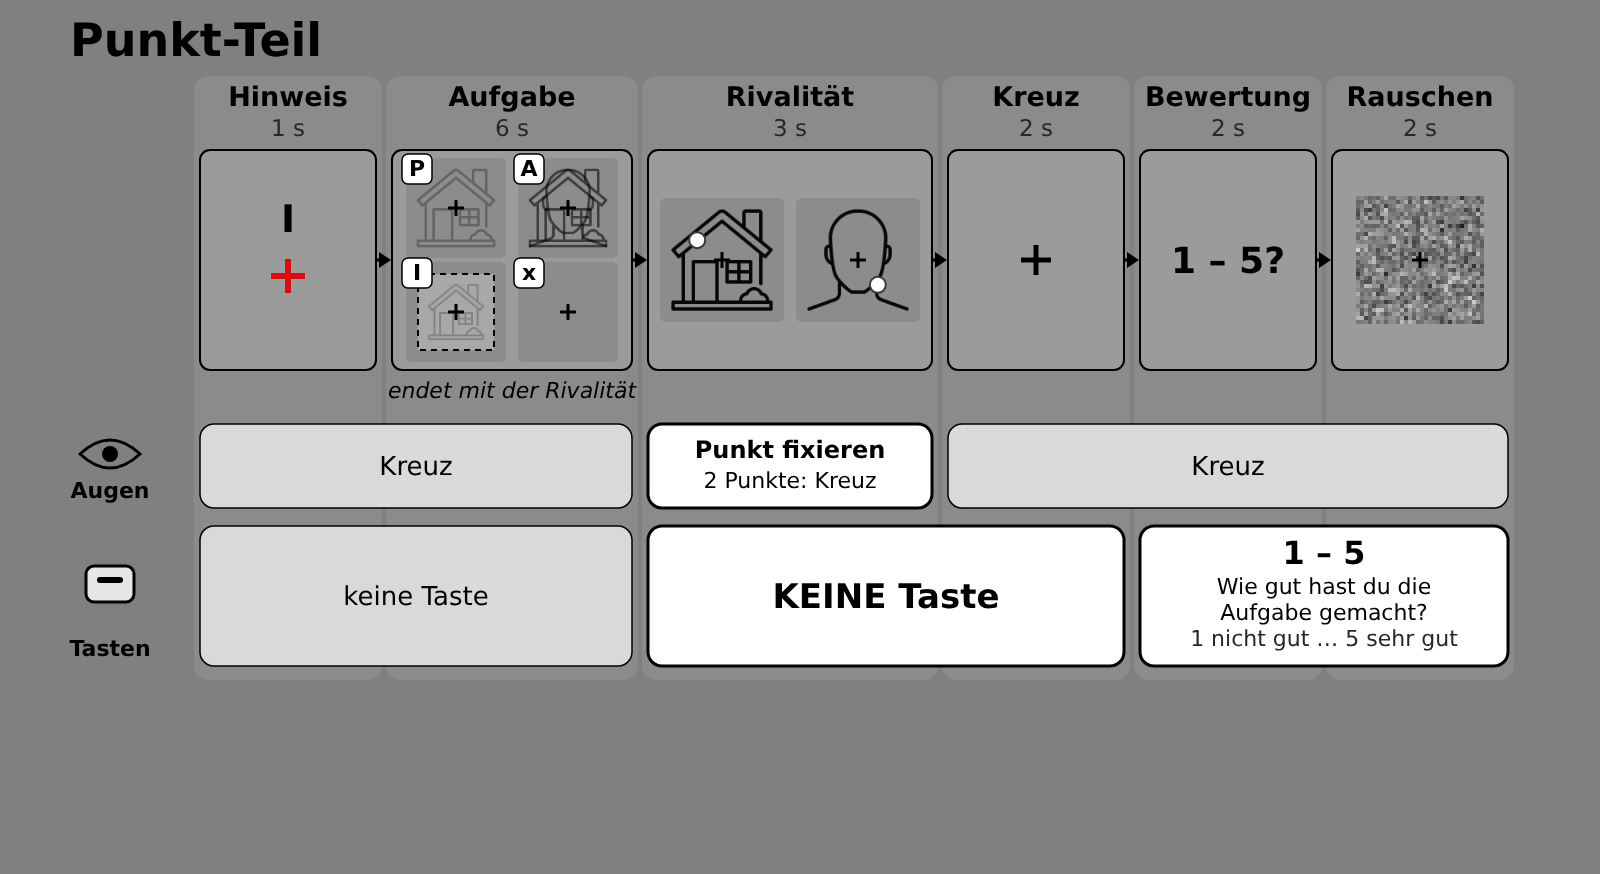 Punkt-Teil
Hinweis
1 s
Aufgabe
6 s
Rivalität
3 s
Kreuz
2 s
Bewertung
2 s
Rauschen
2 s
I
P
A
I
x
1 – 5?
endet mit der Rivalität
Augen
Kreuz
Punkt fixieren
2 Punkte: Kreuz
Kreuz
Tasten
keine Taste
KEINE Taste
1 – 5
Wie gut hast du die
Aufgabe gemacht?
1 nicht gut ... 5 sehr gut